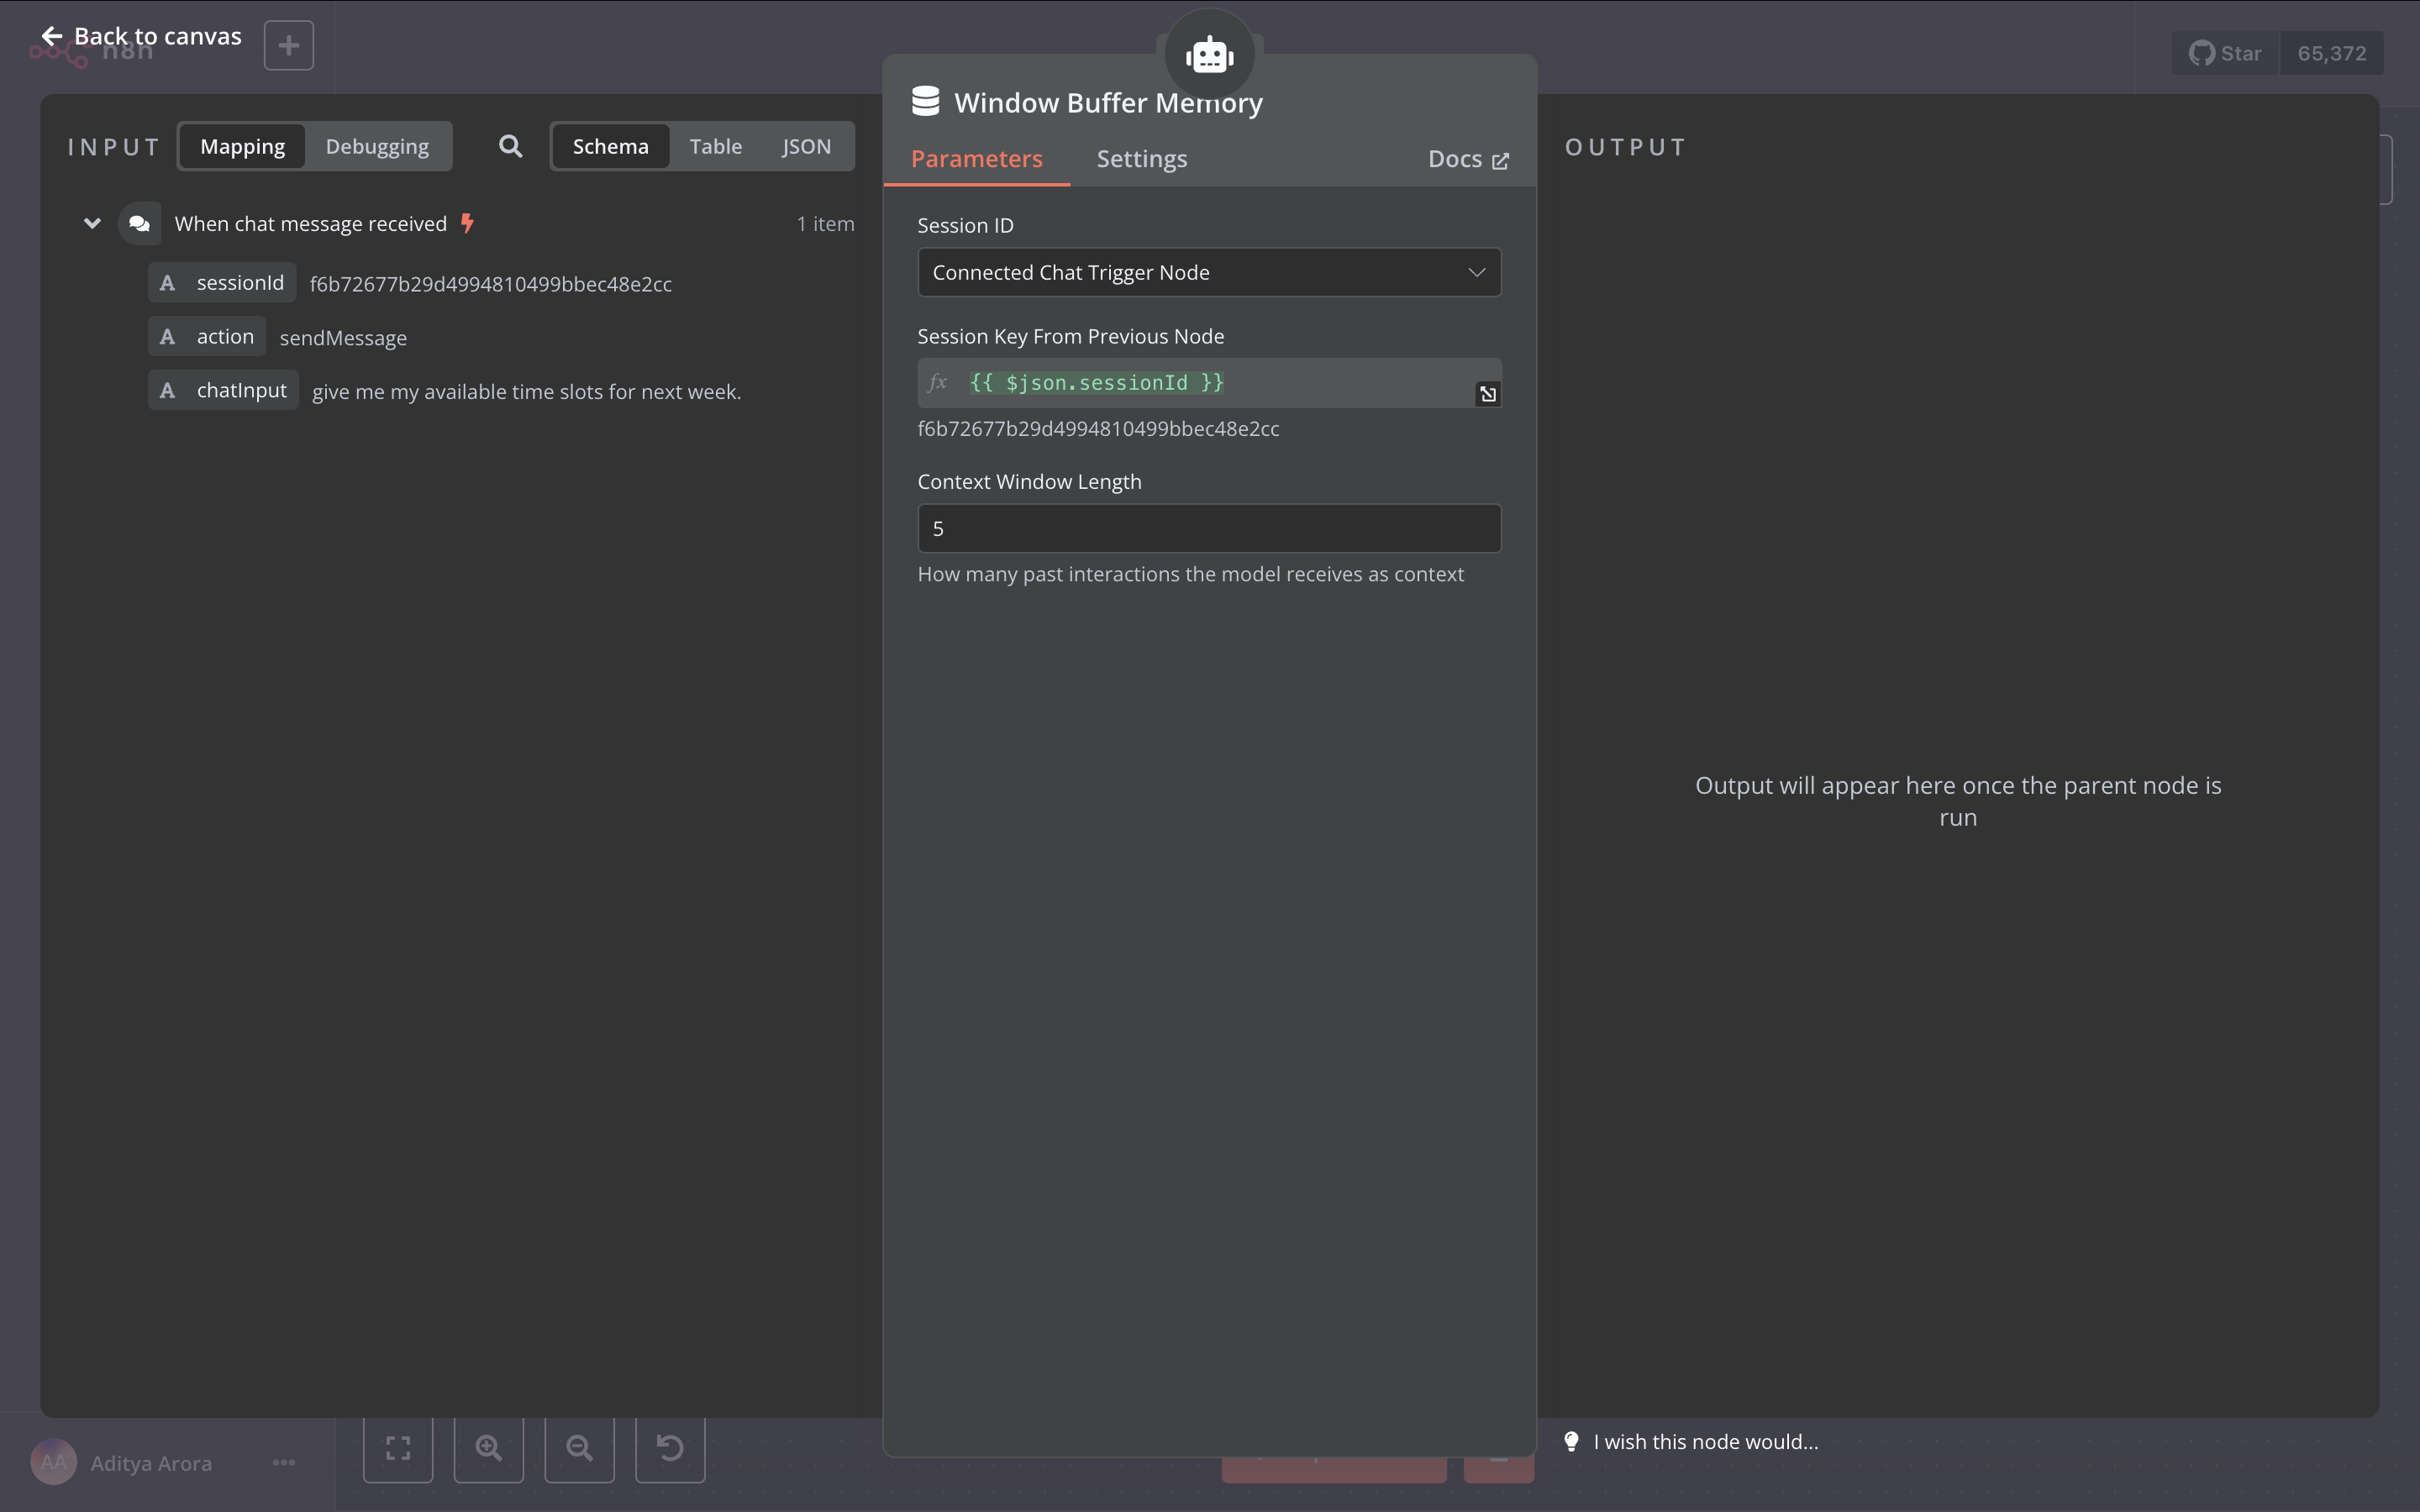 Back to canvas
n8n
Star 65,372
INPUT Mapping Debugging Schema Table JSON
When chat message received 1 item
A sessionId f6b72677b29d4994810499bbec48e2cc
A action sendMessage
A chatInput give me my available time slots for next week.
Window Buffer Memory
Parameters Settings Docs
Session ID
Connected Chat Trigger Node
Session Key From Previous Node
fx {{ $json.sessionId }}
f6b72677b29d4994810499bbec48e2cc
Context Window Length
5
How many past interactions the model receives as context
OUTPUT
Output will appear here once the parent node is
run
I wish this node would...
AA Aditya Arora